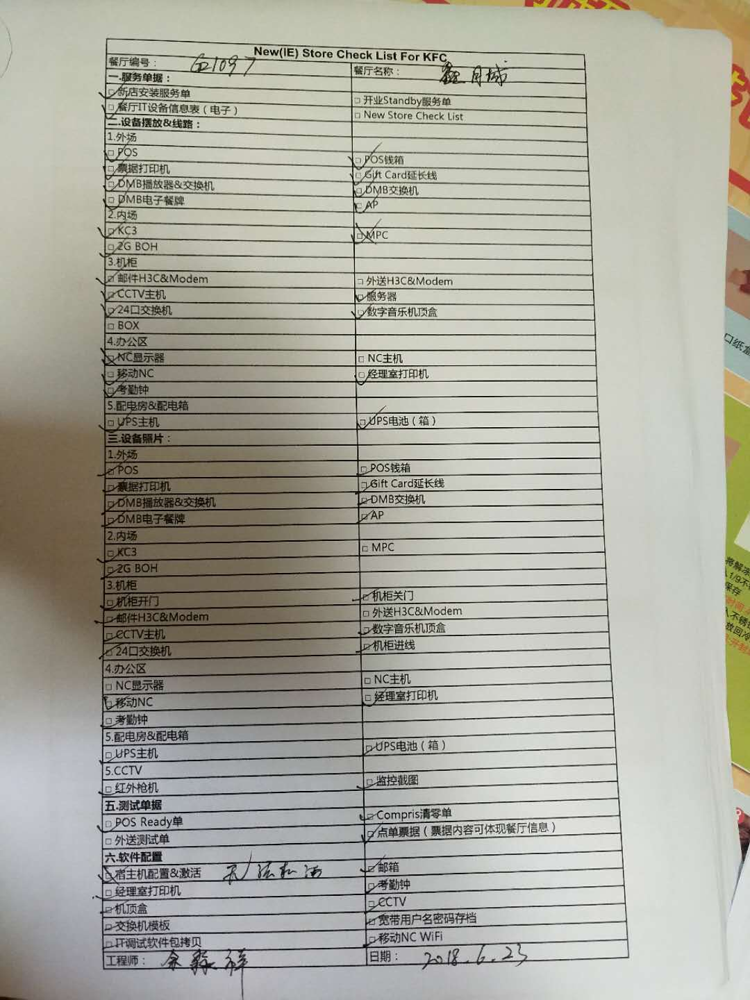 New(IE) Store Check List For KFC
餐厅编号： 餐厅名称：
一.服务单据：
□ 新店安装服务单 □ 开业Standby服务单
□ 餐厅IT设备信息表（电子） □ New Store Check List
二.设备摆放&线路：
1.外场
□ POS □ POS钱箱
□ 票据打印机 □ Gift Card延长线
□ DMB播放器&交换机 □ DMB交换机
□ DMB电子餐牌 □ AP
2.内场
□ KC3 □ MPC
□ 2G BOH
3.机柜
□ 邮件H3C&Modem □ 外送H3C&Modem
□ CCTV主机 □ 服务器
□ 24口交换机 □ 数字音乐机顶盒
□ BOX
4.办公区
□ NC显示器 □ NC主机
□ 移动NC □ 经理室打印机
□ 考勤钟
5.配电房&配电箱
□ UPS主机 □ UPS电池（箱）
三.设备照片：
1.外场
□ POS □ POS钱箱
□ 票据打印机 □ Gift Card延长线
□ DMB播放器&交换机 □ DMB交换机
□ DMB电子餐牌 □ AP
2.内场
□ KC3 □ MPC
□ 2G BOH
3.机柜
□ 机柜开门 □ 机柜关门
□ 邮件H3C&Modem □ 外送H3C&Modem
□ CCTV主机 □ 数字音乐机顶盒
□ 24口交换机 □ 机柜进线
4.办公区
□ NC显示器 □ NC主机
□ 移动NC □ 经理室打印机
□ 考勤钟
5.配电房&配电箱
□ UPS主机 □ UPS电池（箱）
5.CCTV
□ 红外枪机 □ 监控截图
五.测试单据
□ POS Ready单 □ Compris清零单
□ 外送测试单 □ 点单票据（票据内容可体现餐厅信息）
六.软件配置
□ 宿主机配置&激活 无法激活 □ 邮箱
□ 经理室打印机 □ 考勤钟
□ 机顶盒 □ CCTV
□ 交换机模板 □ 宽带用户名密码存档
□ IT调试软件包拷贝 □ 移动NC WiFi
工程师： 日期： 2018.6.23
口纸盒
将解冻
保存
放回冷